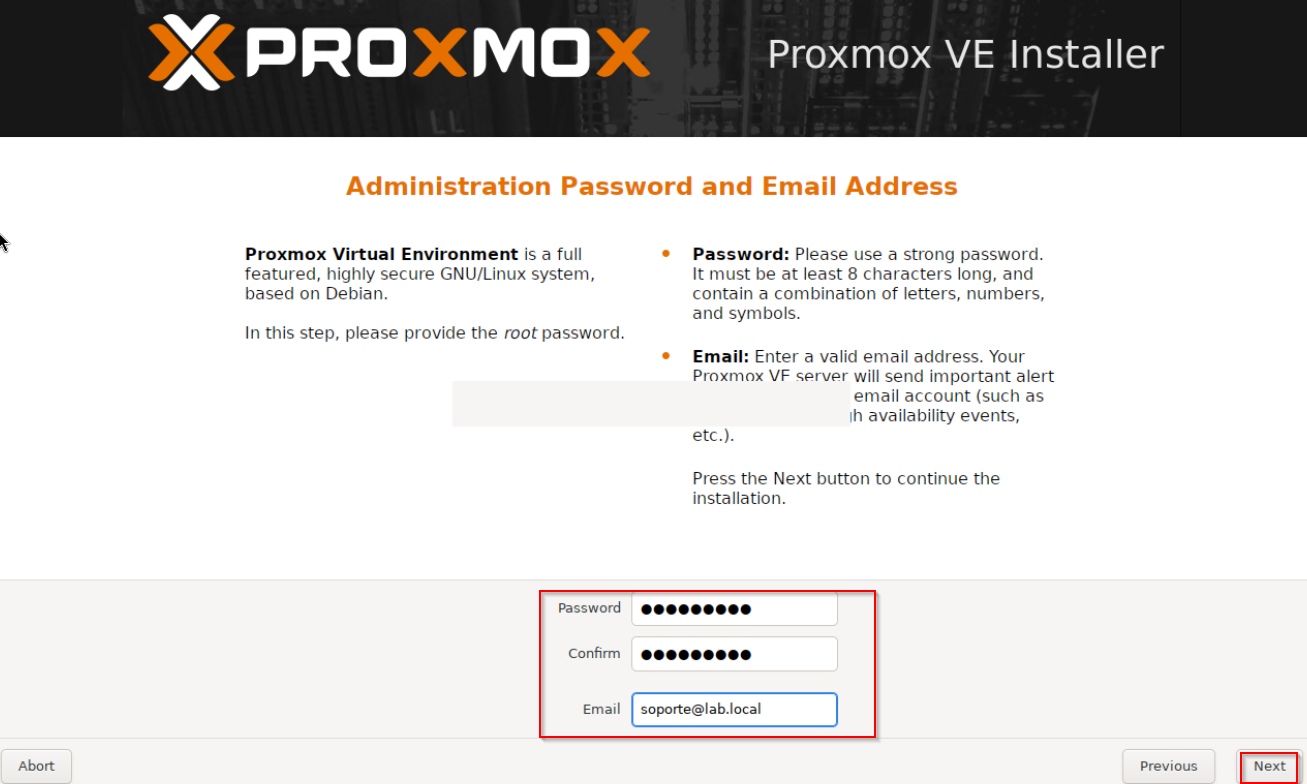 PROXMOX
Proxmox VE Installer
Administration Password and Email Address
Proxmox Virtual Environment is a full
featured, highly secure GNU/Linux system,
based on Debian.
In this step, please provide the root password.
Password: Please use a strong password.
It must be at least 8 characters long, and
contain a combination of letters, numbers,
and symbols.
Email: Enter a valid email address. Your
Proxmox VE server will send important alert
email account (such as
availability events,
etc.).
Press the Next button to continue the
installation.
Password ●●●●●●●●●
Confirm ●●●●●●●●●
Email soporte@lab.local
Abort
Previous
Next